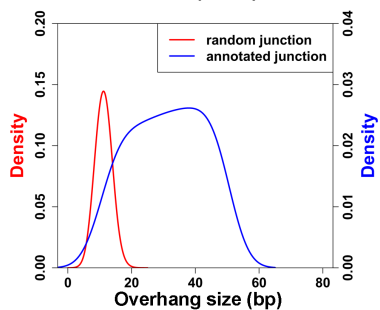 random junction
annotated junction
Density
0.00 0.05 0.10 0.15 0.20
Density
0.00 0.01 0.02 0.03 0.04
0 20 40 60 80
Overhang size (bp)